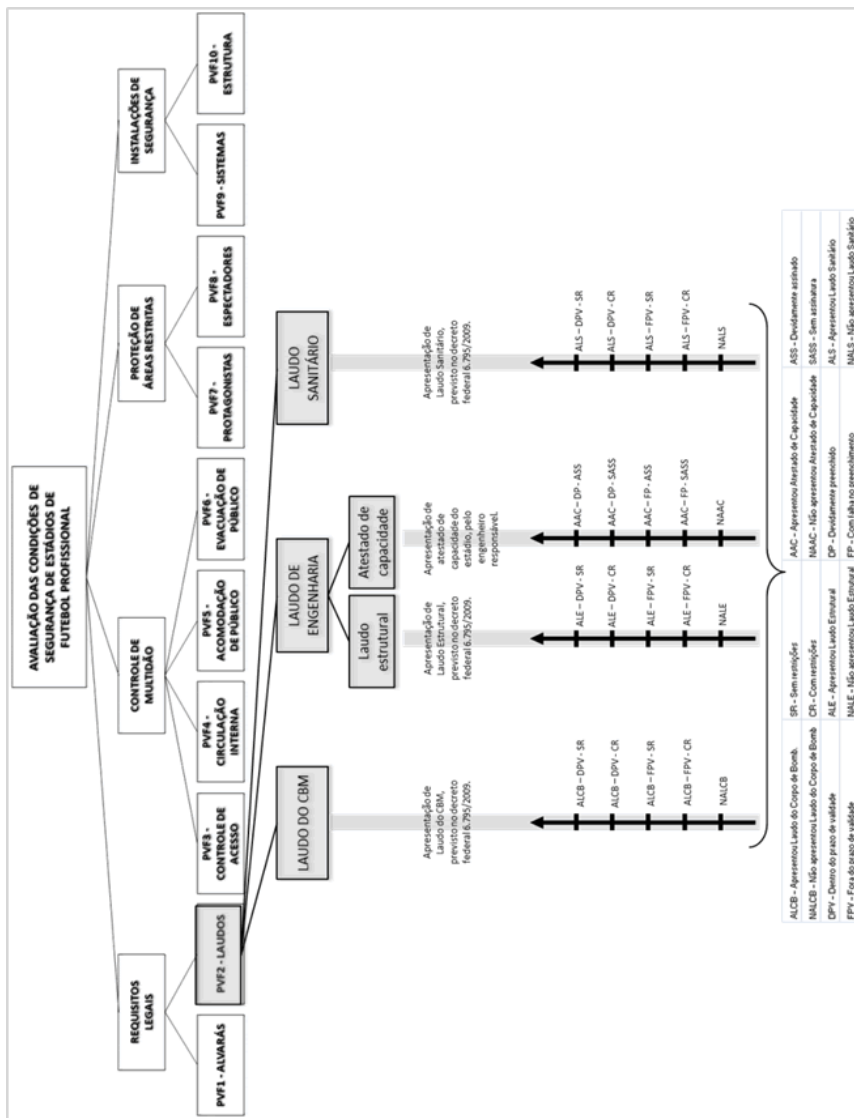 AVALIAÇÃO DAS CONDIÇÕES DE
SEGURANÇA DE ESTÁDIOS DE
FUTEBOL PROFISSIONAL
REQUISITOS
LEGAIS
CONTROLE DE
MULTIDÃO
PROTEÇÃO DE
ÁREAS RESTRITAS
INSTALAÇÕES DE
SEGURANÇA
PVF1 - ALVARÁS
PVF2 - LAUDOS
PVF3 -
CONTROLE DE
ACESSO
PVF4 -
CIRCULAÇÃO
INTERNA
PVF5 -
ACOMODAÇÃO
DE PÚBLICO
PVF6 -
EVACUAÇÃO DE
PÚBLICO
PVF7 -
PROTAGONISTAS
PVF8 -
ESPECTADORES
PVF9 - SISTEMAS
PVF10 -
ESTRUTURA
LAUDO DO CBM
LAUDO DE
ENGENHARIA
LAUDO
SANITÁRIO
Laudo
estrutural
Atestado de
capacidade
Apresentação de
Laudo do CBM,
previsto no decreto
federal 6.795/2009.
Apresentação de
Laudo Estrutural,
previsto no decreto
federal 6.795/2009.
Apresentação de
atestado de
capacidade do
estádio, pelo
engenheiro
responsável.
Apresentação de
Laudo Sanitário,
previsto no decreto
federal 6.795/2009.
ALCB – DPV - SR
ALCB – DPV - CR
ALCB – FPV - SR
ALCB – FPV - CR
NALCB
ALE – DPV - SR
ALE – DPV - CR
ALE – FPV - SR
ALE – FPV - CR
NALE
AAC – DP - ASS
AAC – DP - SASS
AAC – FP - ASS
AAC – FP - SASS
NAAC
ALS – DPV - SR
ALS – DPV - CR
ALS – FPV - SR
ALS – FPV - CR
NALS
ALCB – Apresentou Laudo do Corpo de Bomb.
SR – Sem restrições
AAC – Apresentou Atestado de Capacidade
ASS – Devidamente assinado
NALCB – Não apresentou Laudo do Corpo de Bomb
CR – Com restrições
NAAC – Não apresentou Atestado de Capacidade
SASS – Sem assinatura
DPV – Dentro do prazo de validade
ALE – Apresentou Laudo Estrutural
DP – Devidamente preenchido
ALS – Apresentou Laudo Sanitário
FPV – Fora do prazo de validade
NALE – Não apresentou Laudo Estrutural
FP – Com falha no preenchimento
NALS – Não apresentou Laudo Sanitário